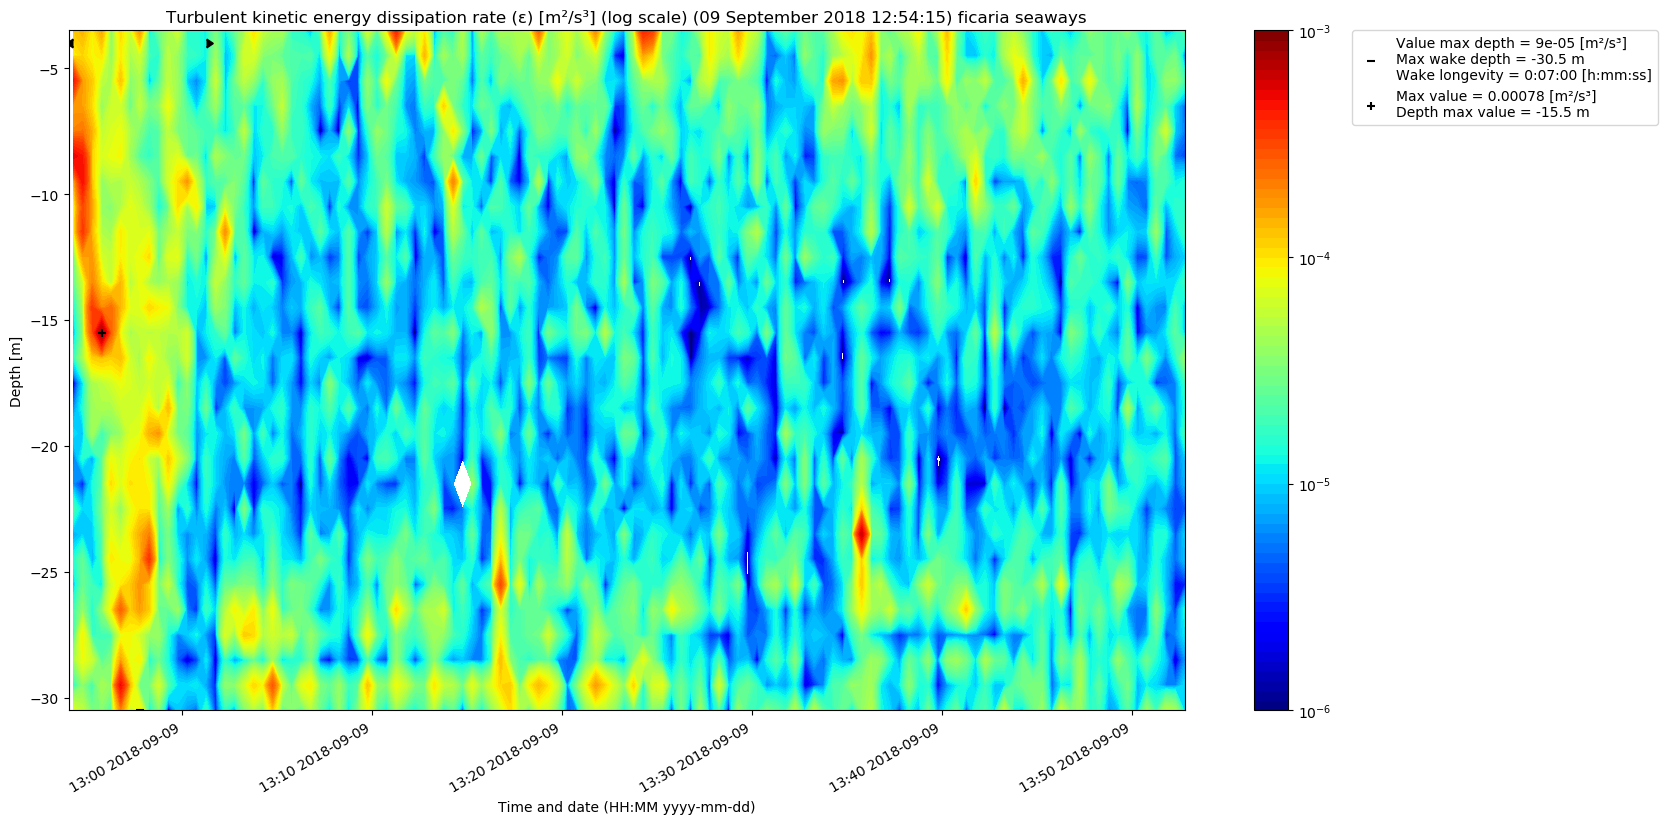 Turbulent kinetic energy dissipation rate (ε) [m²/s³] (log scale) (09 September 2018 12:54:15) ficaria seaways
Depth [m]
−5
−10
−15
−20
−25
−30
13:00 2018-09-09
13:10 2018-09-09
13:20 2018-09-09
13:30 2018-09-09
13:40 2018-09-09
13:50 2018-09-09
Time and date (HH:MM yyyy-mm-dd)
10⁻³
10⁻⁴
10⁻⁵
10⁻⁶
Value max depth = 9e-05 [m²/s³]
Max wake depth = -30.5 m
Wake longevity = 0:07:00 [h:mm:ss]
Max value = 0.00078 [m²/s³]
Depth max value = -15.5 m